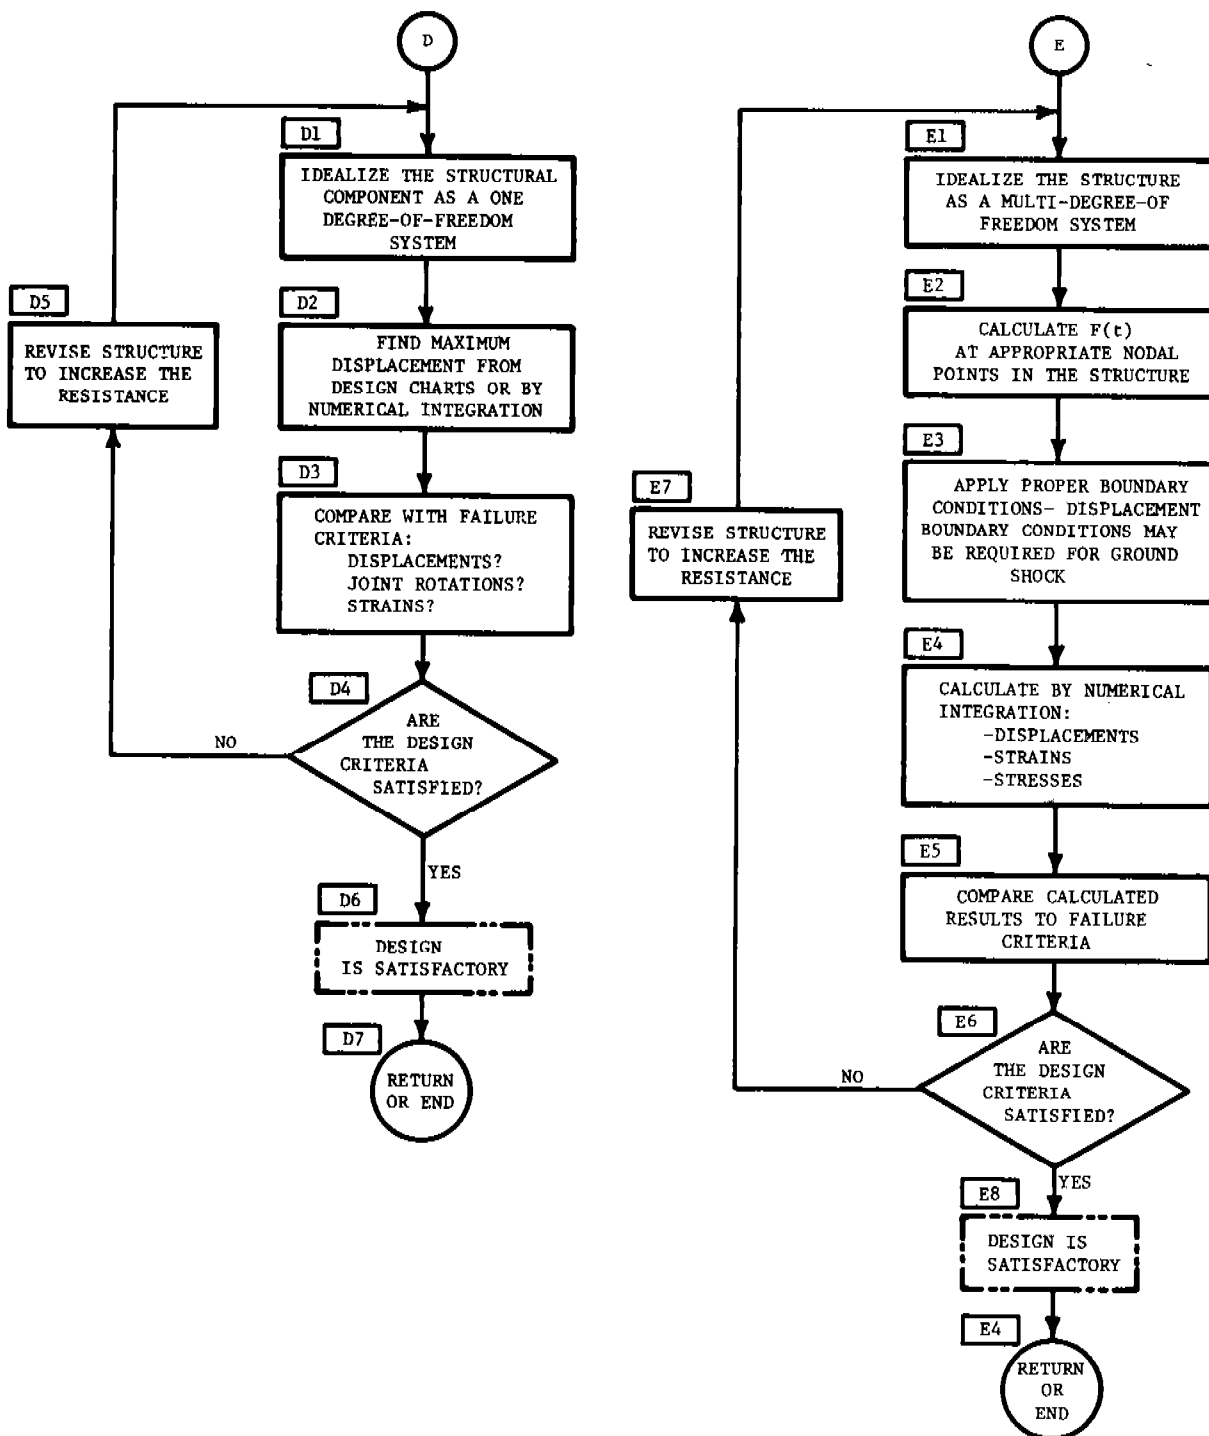 D
D1
IDEALIZE THE STRUCTURAL
COMPONENT AS A ONE
DEGREE-OF-FREEDOM
SYSTEM
D5
REVISE STRUCTURE
TO INCREASE THE
RESISTANCE
D2
FIND MAXIMUM
DISPLACEMENT FROM
DESIGN CHARTS OR BY
NUMERICAL INTEGRATION
D3
COMPARE WITH FAILURE
CRITERIA:
DISPLACEMENTS?
JOINT ROTATIONS?
STRAINS?
D4
ARE
THE DESIGN
CRITERIA
SATISFIED?
NO
YES
D6
DESIGN
IS SATISFACTORY
D7
RETURN
OR END
E
E1
IDEALIZE THE STRUCTURE
AS A MULTI-DEGREE-OF
FREEDOM SYSTEM
E2
CALCULATE F(t)
AT APPROPRIATE NODAL
POINTS IN THE STRUCTURE
E3
APPLY PROPER BOUNDARY
CONDITIONS- DISPLACEMENT
BOUNDARY CONDITIONS MAY
BE REQUIRED FOR GROUND
SHOCK
E7
REVISE STRUCTURE
TO INCREASE THE
RESISTANCE
E4
CALCULATE BY NUMERICAL
INTEGRATION:
-DISPLACEMENTS
-STRAINS
-STRESSES
E5
COMPARE CALCULATED
RESULTS TO FAILURE
CRITERIA
E6
ARE
THE DESIGN
CRITERIA
SATISFIED?
NO
YES
E8
DESIGN IS
SATISFACTORY
E4
RETURN
OR
END